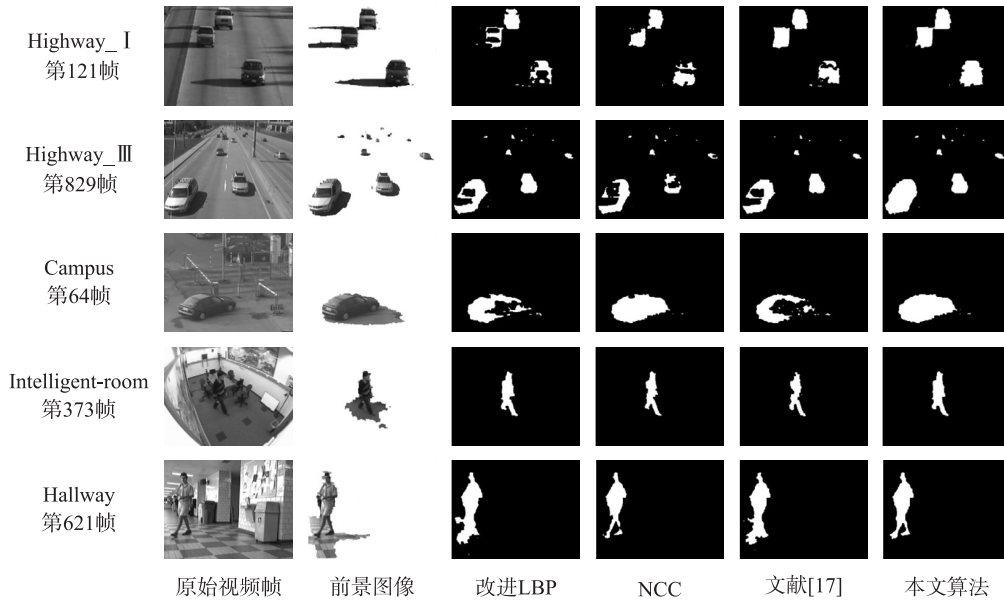 Highway_Ⅰ
第121帧
Highway_Ⅲ
第829帧
Campus
第64帧
Intelligent-room
第373帧
Hallway
第621帧
原始视频帧 前景图像 改进LBP NCC 文献[17] 本文算法